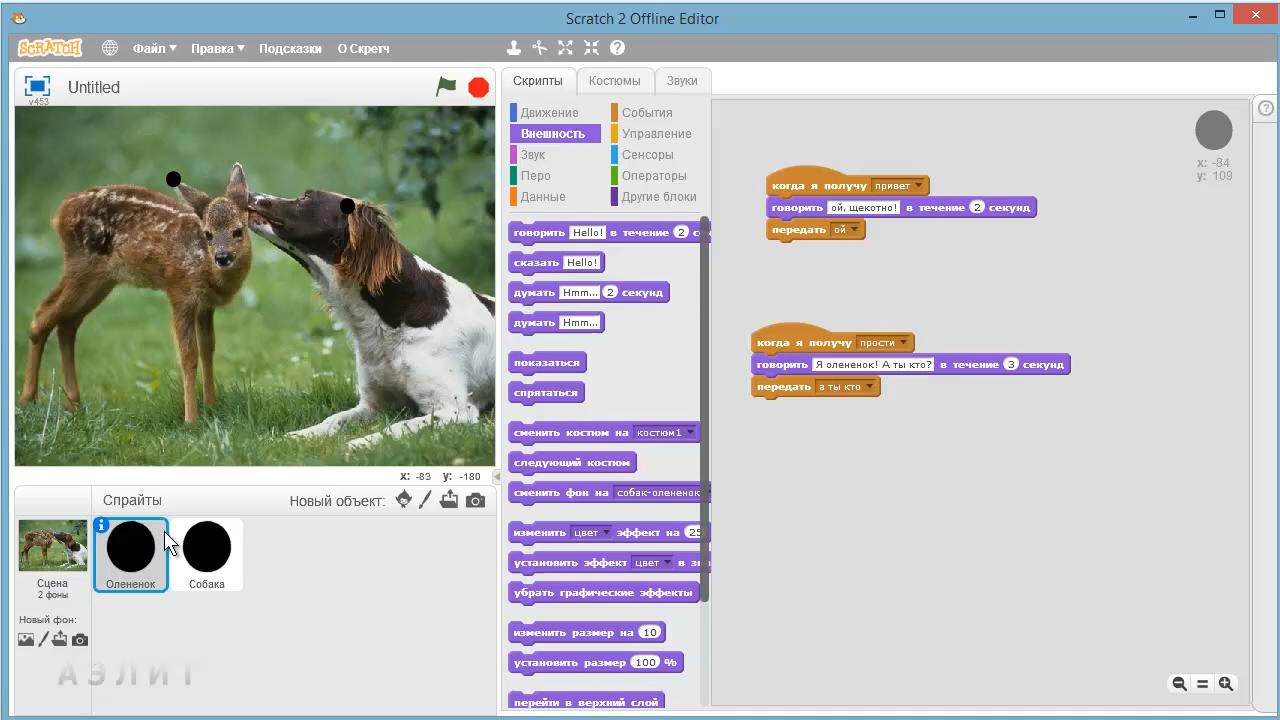 Scratch 2 Offline Editor
SCRATCH Файл Правка Подсказки О Скретч
Untitled
v453
Скрипты Костюмы Звуки
Движение События
Внешность Управление
Звук Сенсоры
Перо Операторы
Данные Другие блоки
говорить Hello! в течение 2
сказать Hello!
думать Hmm... 2 секунд
думать Hmm...
показаться
спрятаться
сменить костюм на костюм1
следующий костюм
сменить фон на собак-олененок
изменить цвет эффект на 25
установить эффект цвет в
убрать графические эффекты
изменить размер на 10
установить размер 100 %
перейти в верхний слой
x: -84
y: 109
когда я получу привет
говорить ой, щекотно! в течение 2 секунд
передать ой
когда я получу прости
говорить Я олененок! А ты кто? в течение 3 секунд
передать а ты кто
x: -83 y: -180
Спрайты Новый объект:
Сцена
2 фоны
Новый фон:
Олененок Собака
АЭЛИТ